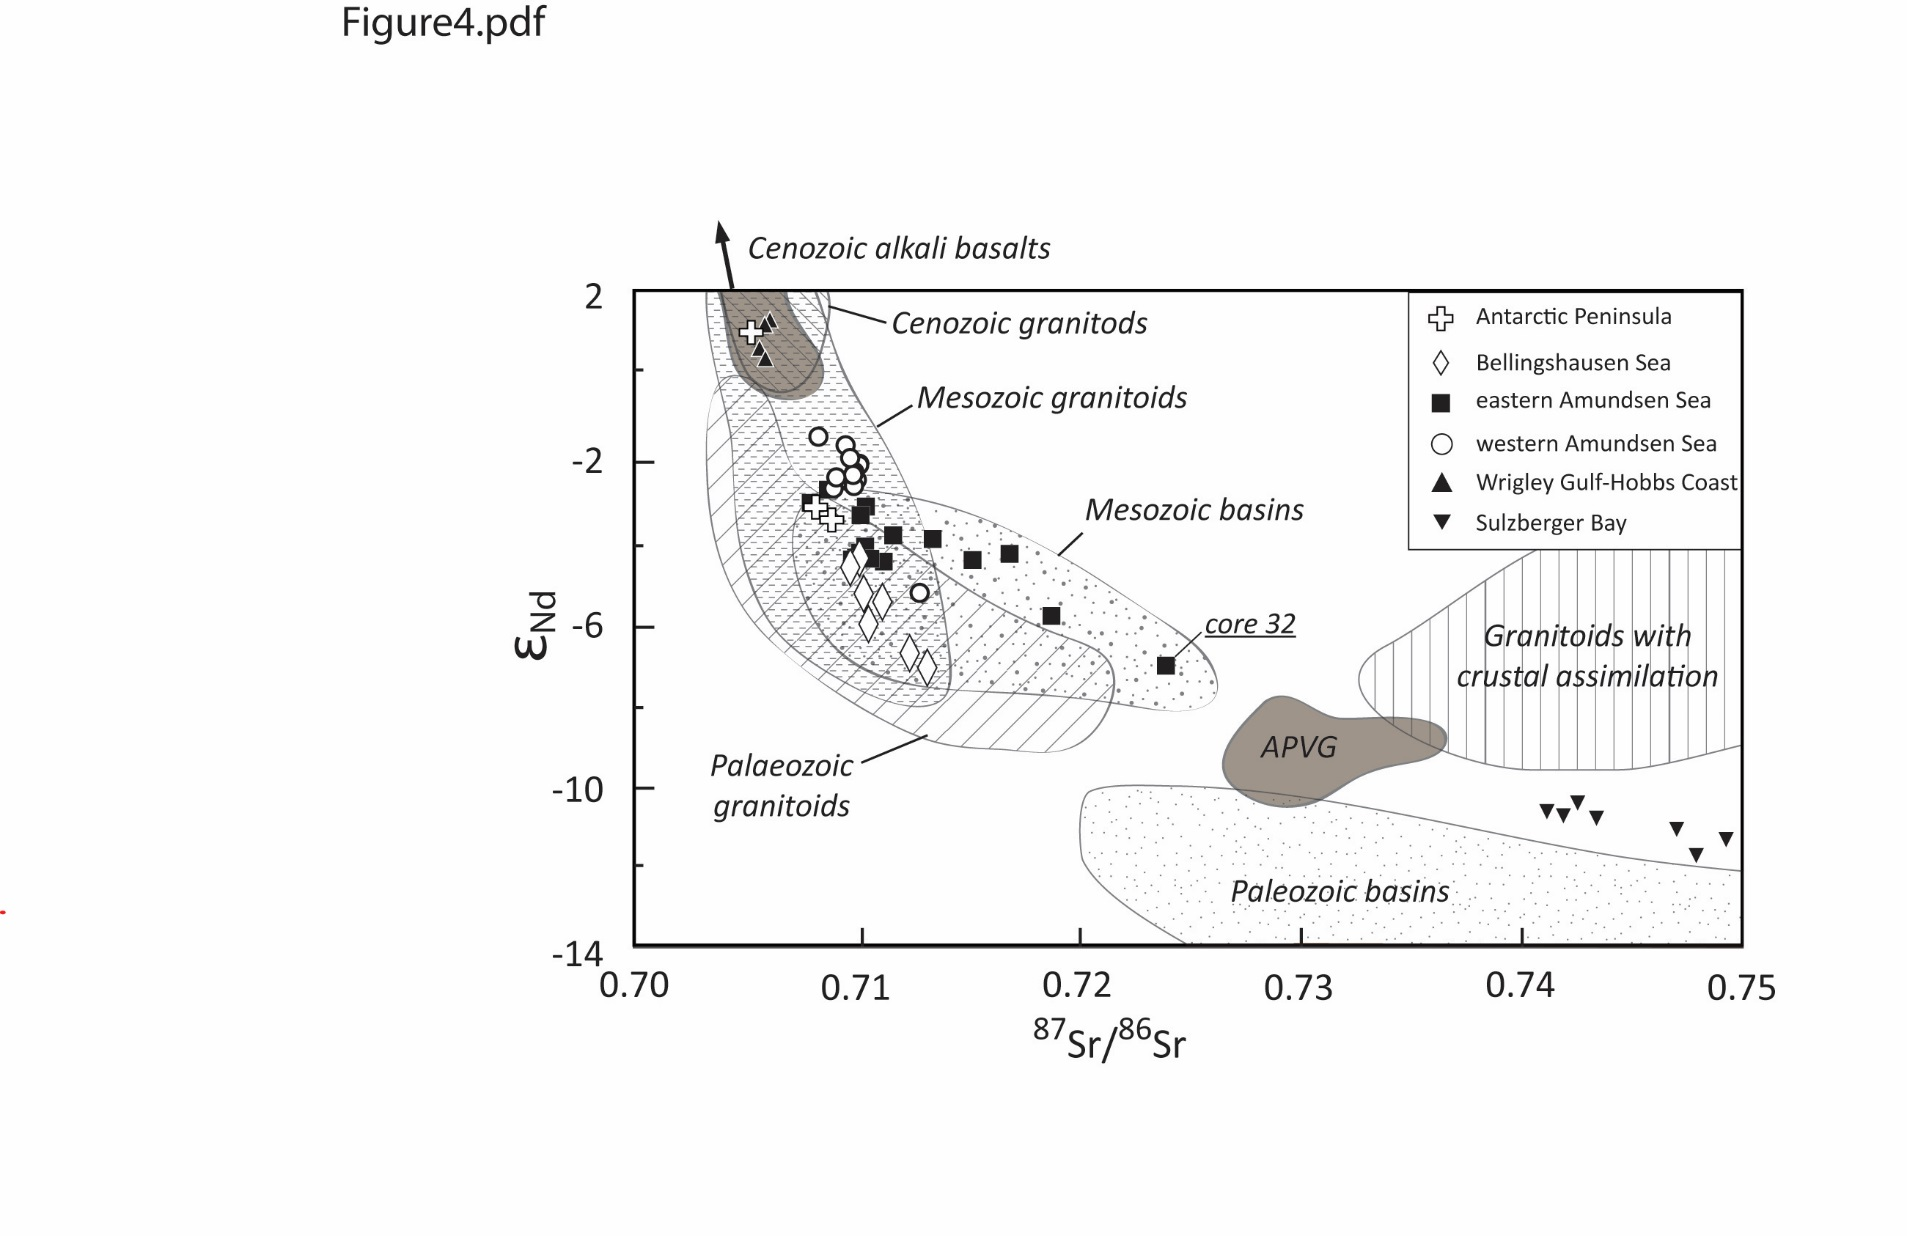 Figure4.pdf
Cenozoic alkali basalts
2
Cenozoic granitods
Mesozoic granitoids
-2
Mesozoic basins
Antarctic Peninsula
Bellingshausen Sea
eastern Amundsen Sea
western Amundsen Sea
Wrigley Gulf-Hobbs Coast
Sulzberger Bay
εNd
-6
core 32
Granitoids with
crustal assimilation
APVG
Palaeozoic
granitoids
-10
Paleozoic basins
-14
0.70 0.71 0.72 0.73 0.74 0.75
87Sr/86Sr